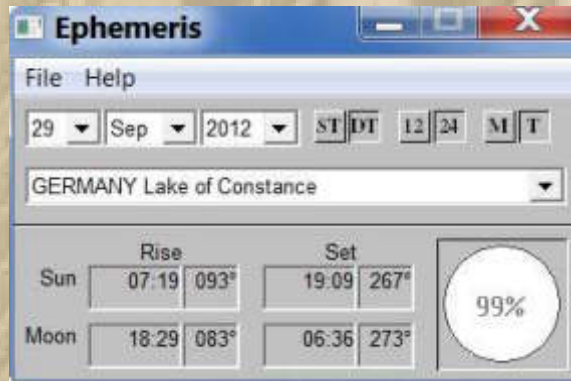 Ephemeris
File Help
29 Sep 2012 ST DT 12 24 M T
GERMANY Lake of Constance
Rise Set
Sun 07:19 093° 19:09 267°
99%
Moon 18:29 083° 06:36 273°